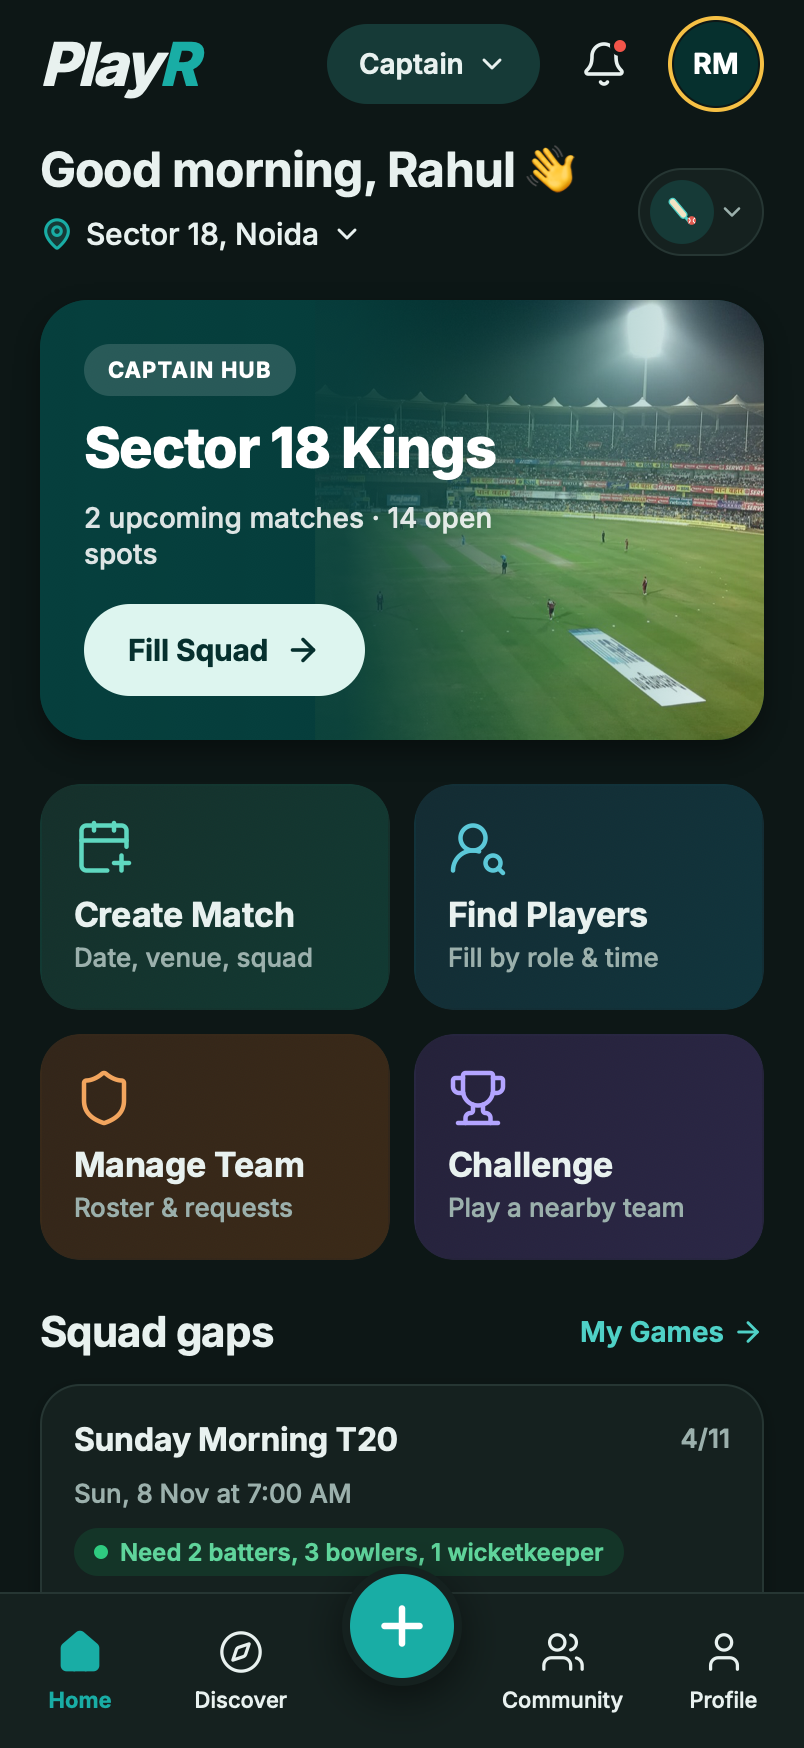 PlayR
Captain
RM
Good morning, Rahul 👋
Sector 18, Noida
CAPTAIN HUB
Sector 18 Kings
2 upcoming matches · 14 open
spots
Fill Squad
Create Match
Date, venue, squad
Find Players
Fill by role & time
Manage Team
Roster & requests
Challenge
Play a nearby team
Squad gaps
My Games
Sunday Morning T20
4/11
Sun, 8 Nov at 7:00 AM
Need 2 batters, 3 bowlers, 1 wicketkeeper
Home
Discover
Community
Profile